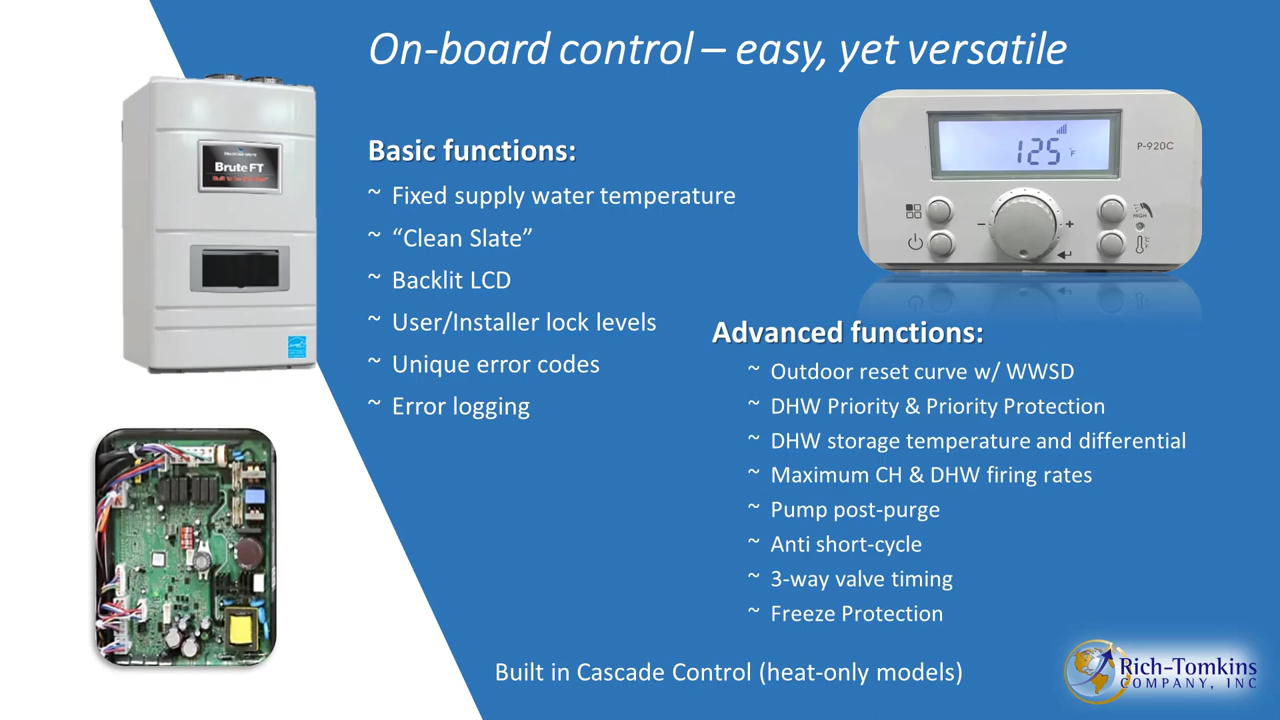 On-board control – easy, yet versatile
Basic functions:
~ Fixed supply water temperature
~ “Clean Slate”
~ Backlit LCD
~ User/Installer lock levels
~ Unique error codes
~ Error logging
Brute FT
125 °F
P-920C
HIGH
Advanced functions:
~ Outdoor reset curve w/ WWSD
~ DHW Priority & Priority Protection
~ DHW storage temperature and differential
~ Maximum CH & DHW firing rates
~ Pump post-purge
~ Anti short-cycle
~ 3-way valve timing
~ Freeze Protection
Built in Cascade Control (heat-only models)
Rich-Tomkins
COMPANY, INC